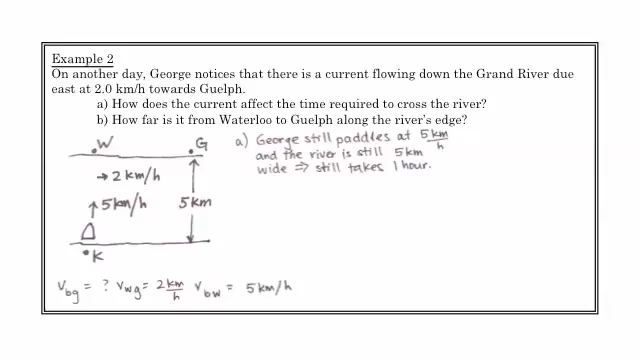 Example 2
On another day, George notices that there is a current flowing down the Grand River due
east at 2.0 km/h towards Guelph.
a) How does the current affect the time required to cross the river?
b) How far is it from Waterloo to Guelph along the river's edge?
W
G
a) George still paddles at 5 km/h
and the river is still 5 km
wide ⇒ still takes 1 hour.
→ 2 km/h
↑ 5 km/h
5 km
K
V_bg = ? V_wg = 2 km/h V_bw = 5 km/h